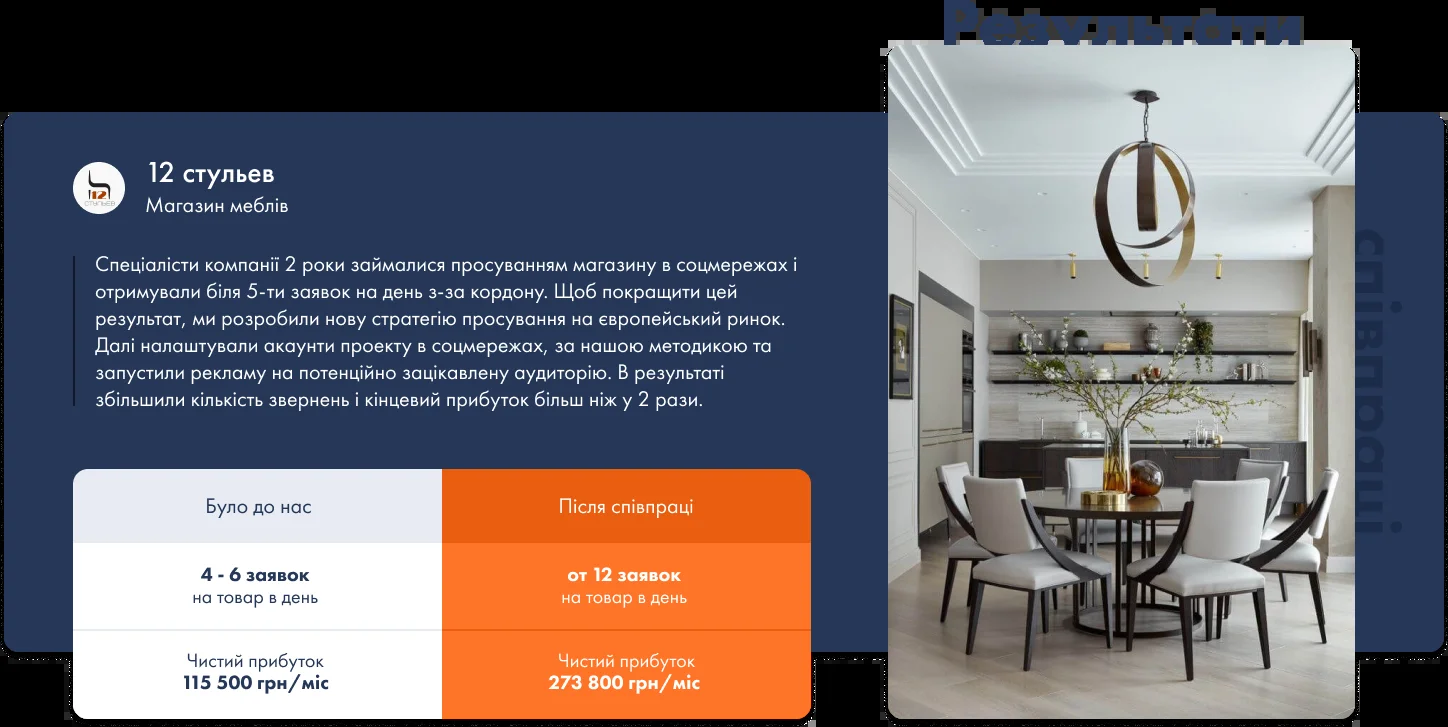 Результати
співпраці
12 стульев
Магазин меблів
12
СТУЛЬЕВ
Спеціалісти компанії 2 роки займалися просуванням магазину в соцмережах і
отримували біля 5-ти заявок на день з-за кордону. Щоб покращити цей
результат, ми розробили нову стратегію просування на європейський ринок.
Далі налаштували акаунти проекту в соцмережах, за нашою методикою та
запустили рекламу на потенційно зацікавлену аудиторію. В результаті
збільшили кількість звернень і кінцевий прибуток більш ніж у 2 рази.
Було до нас
Після співпраці
4 - 6 заявок
на товар в день
от 12 заявок
на товар в день
Чистий прибуток
115 500 грн/міс
Чистий прибуток
273 800 грн/міс